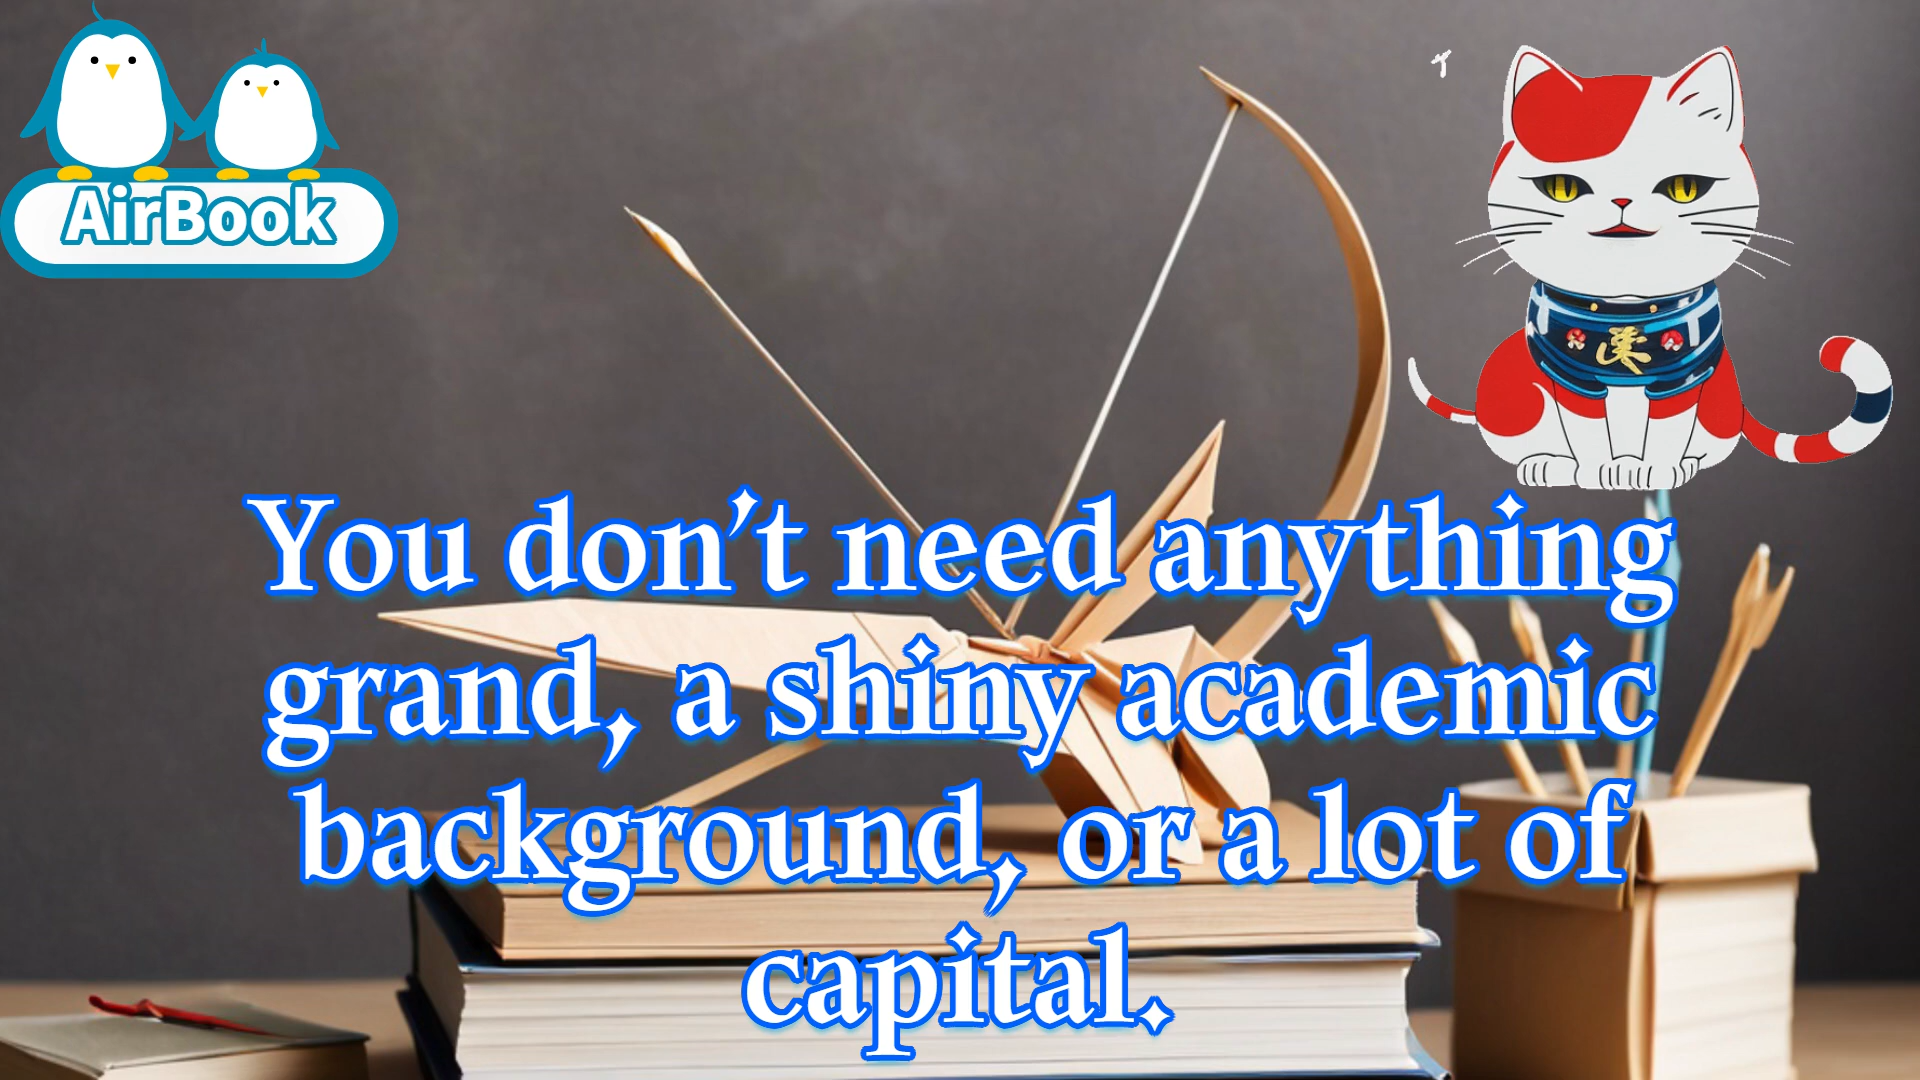 AirBook
You don’t need anything
grand, a shiny academic
background, or a lot of
capital.